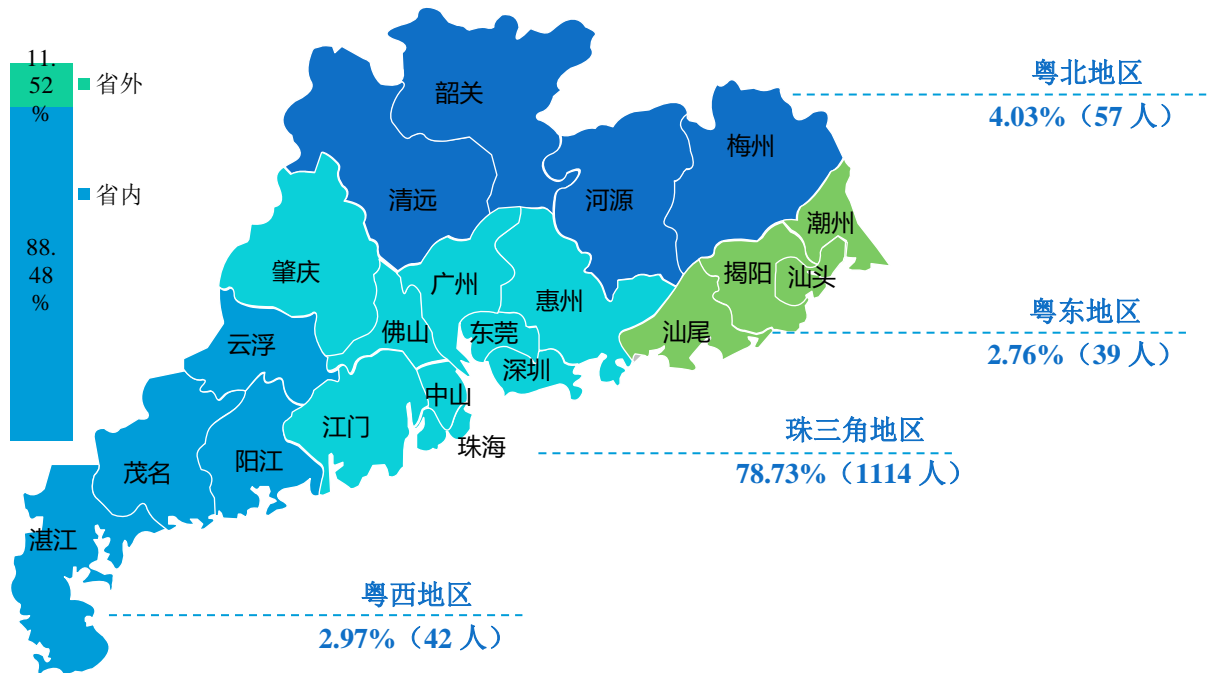 11.
52
%
省外
省内
88.
48
%
韶关
梅州
清远
河源
潮州
肇庆
广州
揭阳
汕头
惠州
云浮
佛山
东莞
汕尾
深圳
中山
江门
珠海
茂名
阳江
湛江
粤北地区
4.03%（57 人）
粤东地区
2.76%（39 人）
珠三角地区
78.73%（1114 人）
粤西地区
2.97%（42 人）